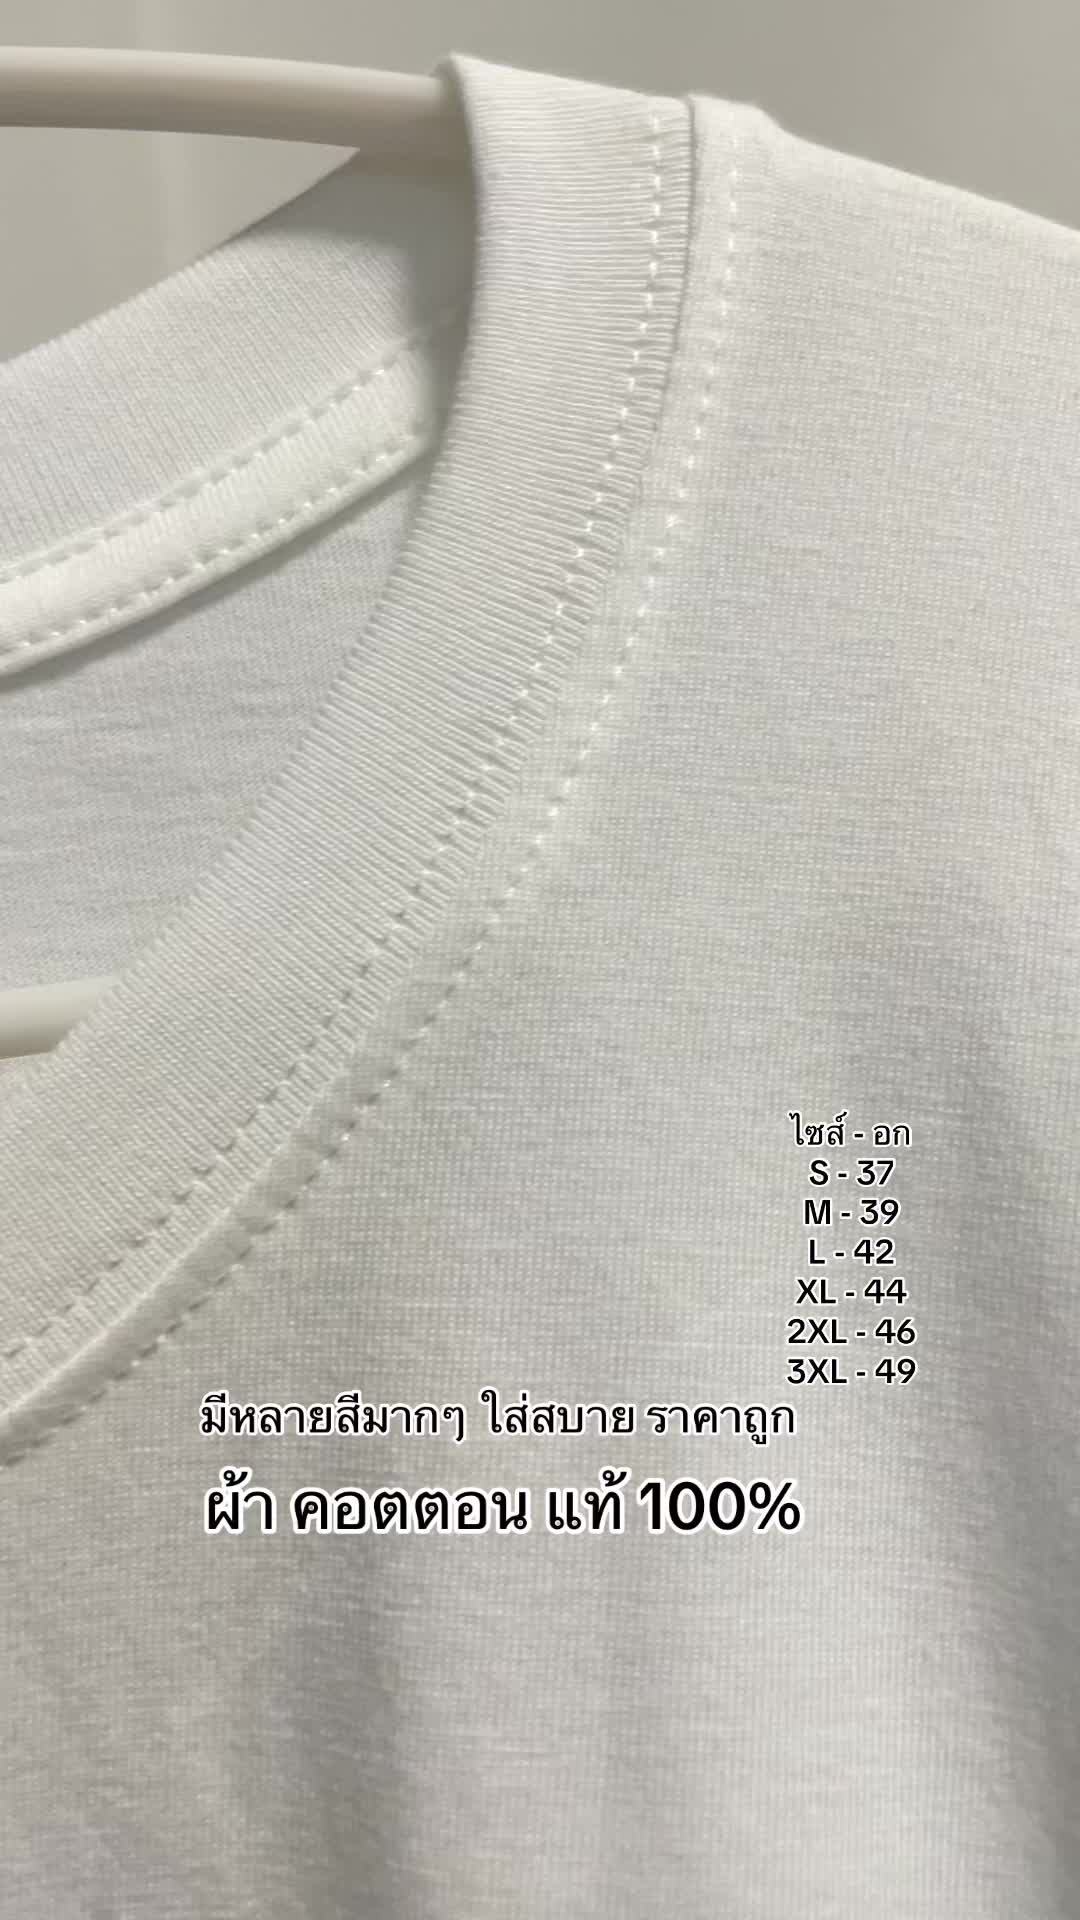 ไซส์ - อก
S - 37
M - 39
L - 42
XL - 44
2XL - 46
3XL - 49
มีหลายสีมากๆ ใส่สบาย ราคาถูก
ผ้า คอตตอน แท้ 100%